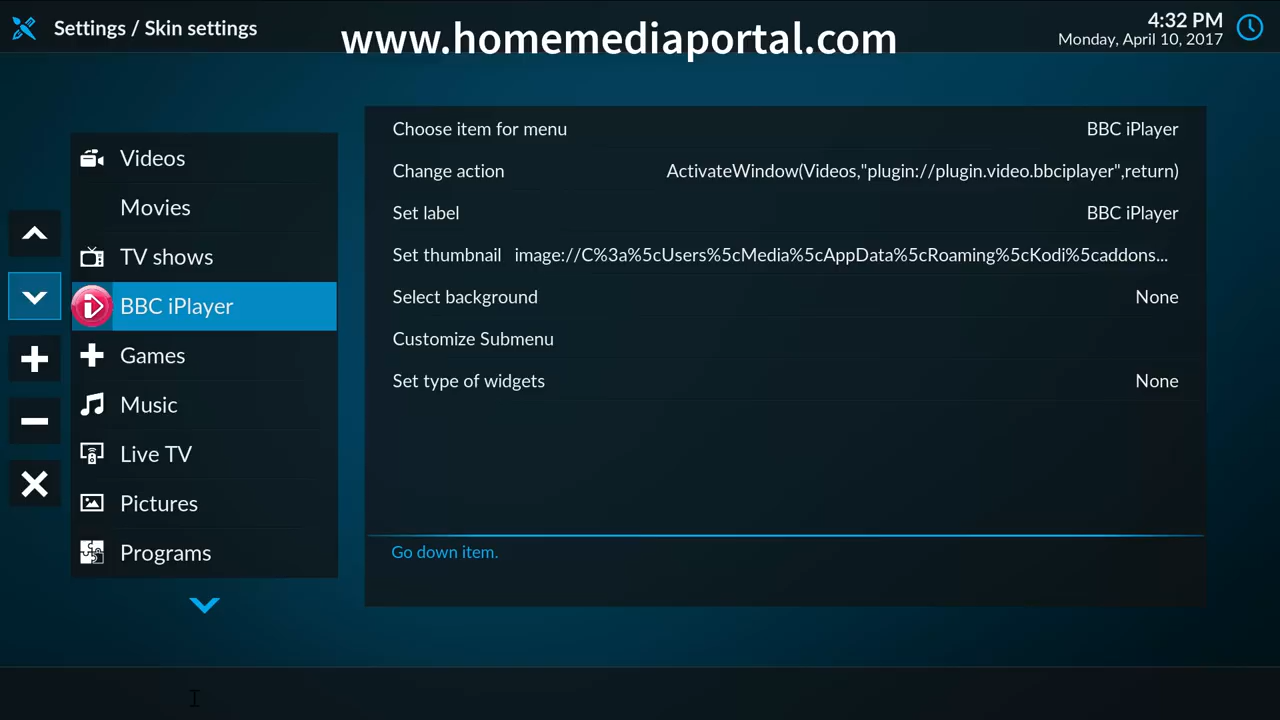 Settings / Skin settings
www.homemediaportal.com
4:32 PM
Monday, April 10, 2017
Videos
Movies
TV shows
BBC iPlayer
Games
Music
Live TV
Pictures
Programs
Choose item for menu BBC iPlayer
Change action ActivateWindow(Videos,"plugin://plugin.video.bbciplayer",return)
Set label BBC iPlayer
Set thumbnail image://C%3a%5cUsers%5cMedia%5cAppData%5cRoaming%5cKodi%5caddons...
Select background None
Customize Submenu
Set type of widgets None
Go down item.